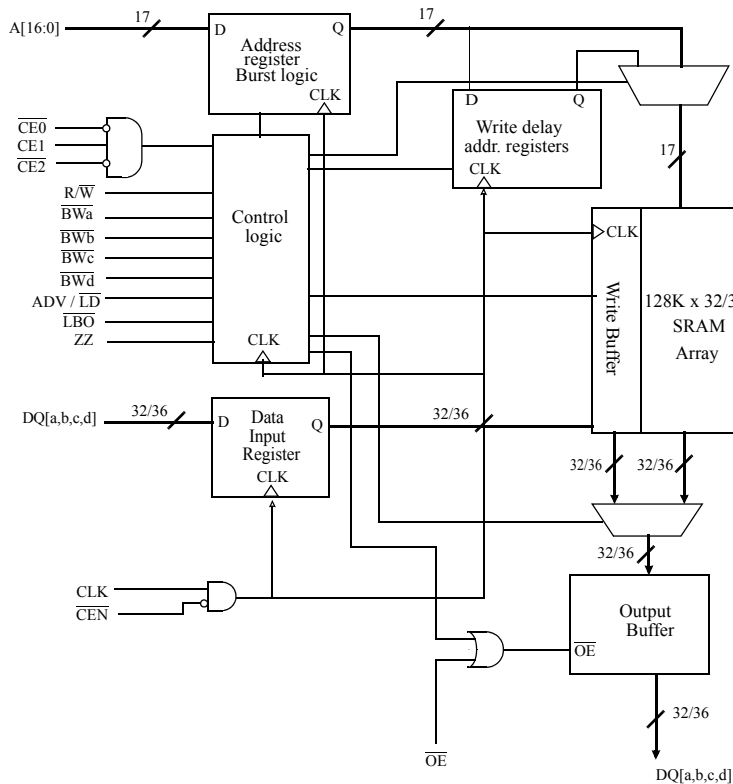 A[16:0]
17
D
Q
Address
register
Burst logic
CLK
17
D
Q
Write delay
addr. registers
CLK
17
CE0
CE1
CE2
R/W
BWa
BWb
BWc
BWd
ADV / LD
LBO
ZZ
Control
logic
CLK
CLK
Write Buffer
128K x 32/3
SRAM
Array
DQ[a,b,c,d]
32/36
D
Q
Data
Input
Register
CLK
32/36
32/36
32/36
32/36
CLK
CEN
OE
OE
Output
Buffer
32/36
DQ[a,b,c,d]